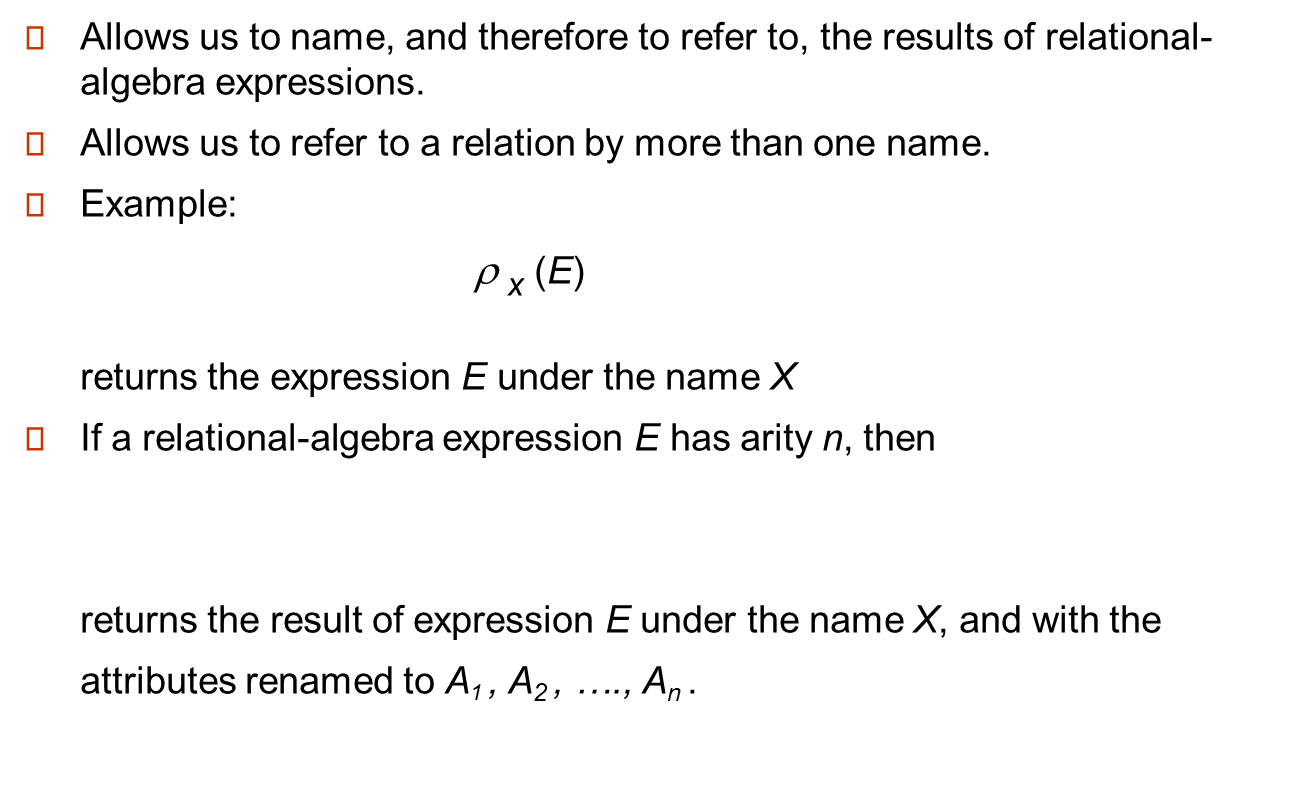 Allows us to name, and therefore to refer to, the results of relational-
algebra expressions.
Allows us to refer to a relation by more than one name.
Example:
ρ x (E)
returns the expression E under the name X
If a relational-algebra expression E has arity n, then
returns the result of expression E under the name X, and with the
attributes renamed to A1 , A2 , …., An .